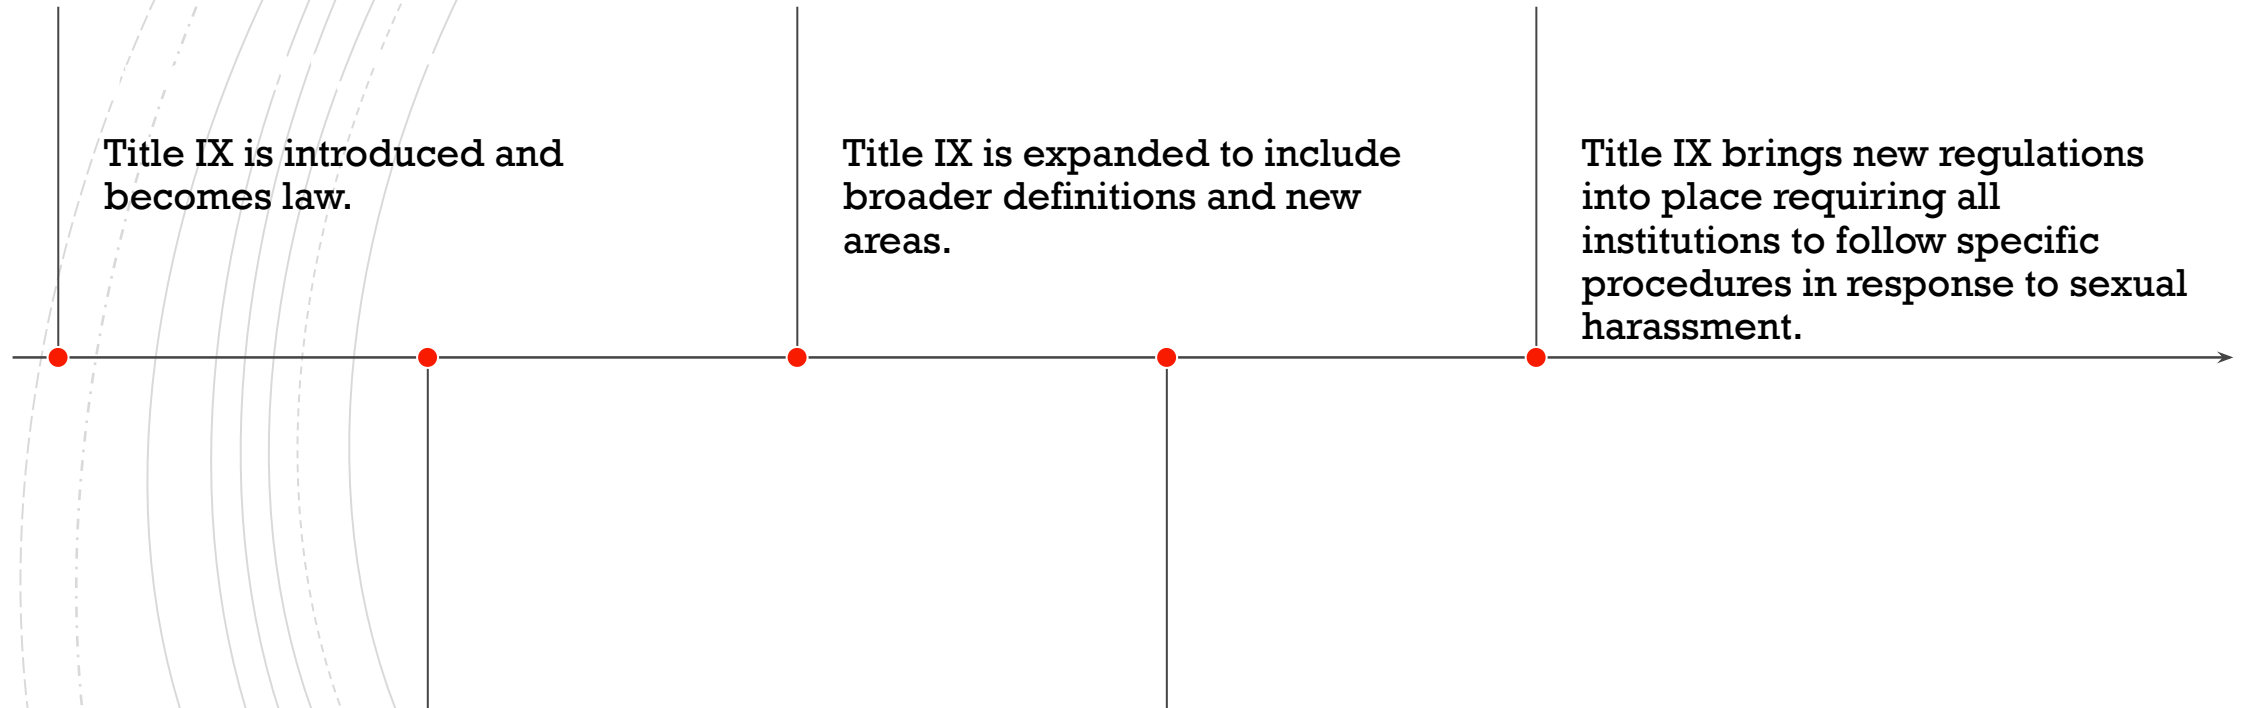 Title IX is introduced and
becomes law.
Title IX is expanded to include
broader definitions and new
areas.
Title IX brings new regulations
into place requiring all
institutions to follow specific
procedures in response to sexual
harassment.